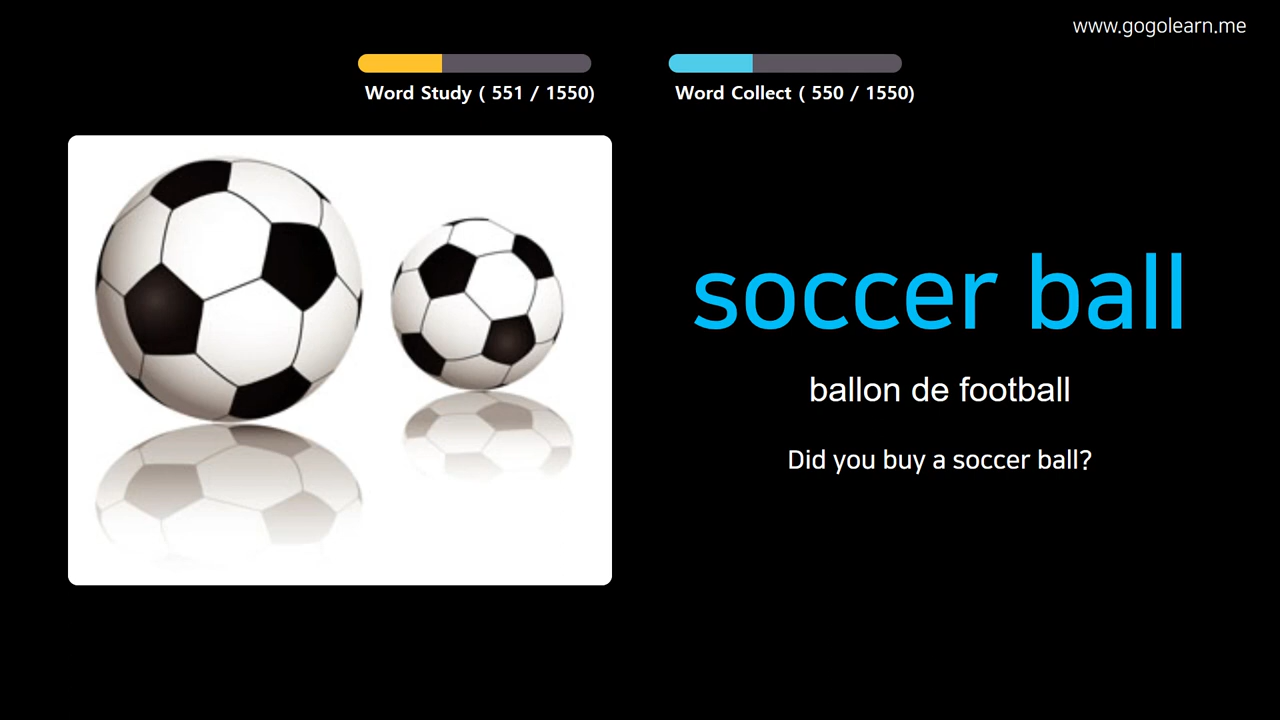 www.gogolearn.me
Word Study ( 551 / 1550)
Word Collect ( 550 / 1550)
soccer ball
ballon de football
Did you buy a soccer ball?